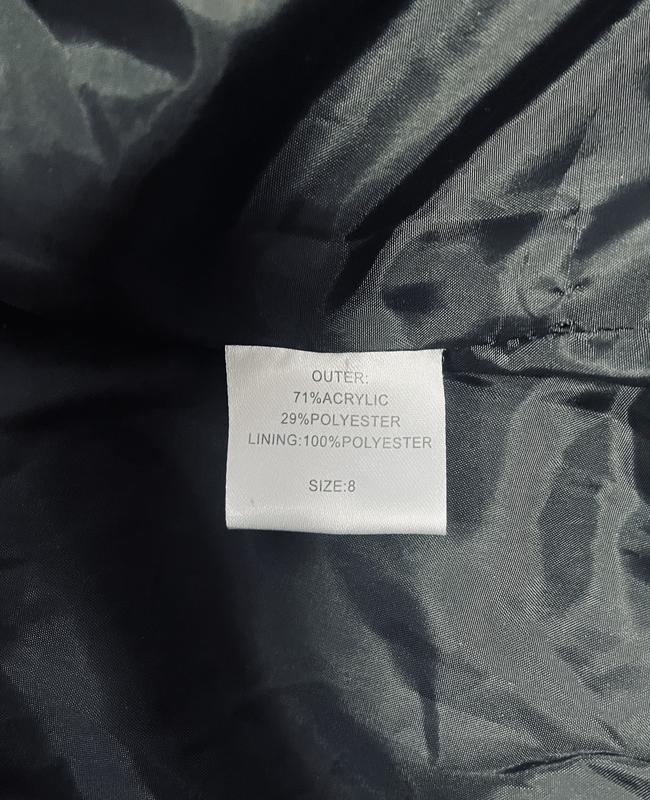 OUTER:
71%ACRYLIC
29%POLYESTER
LINING:100%POLYESTER
SIZE:8